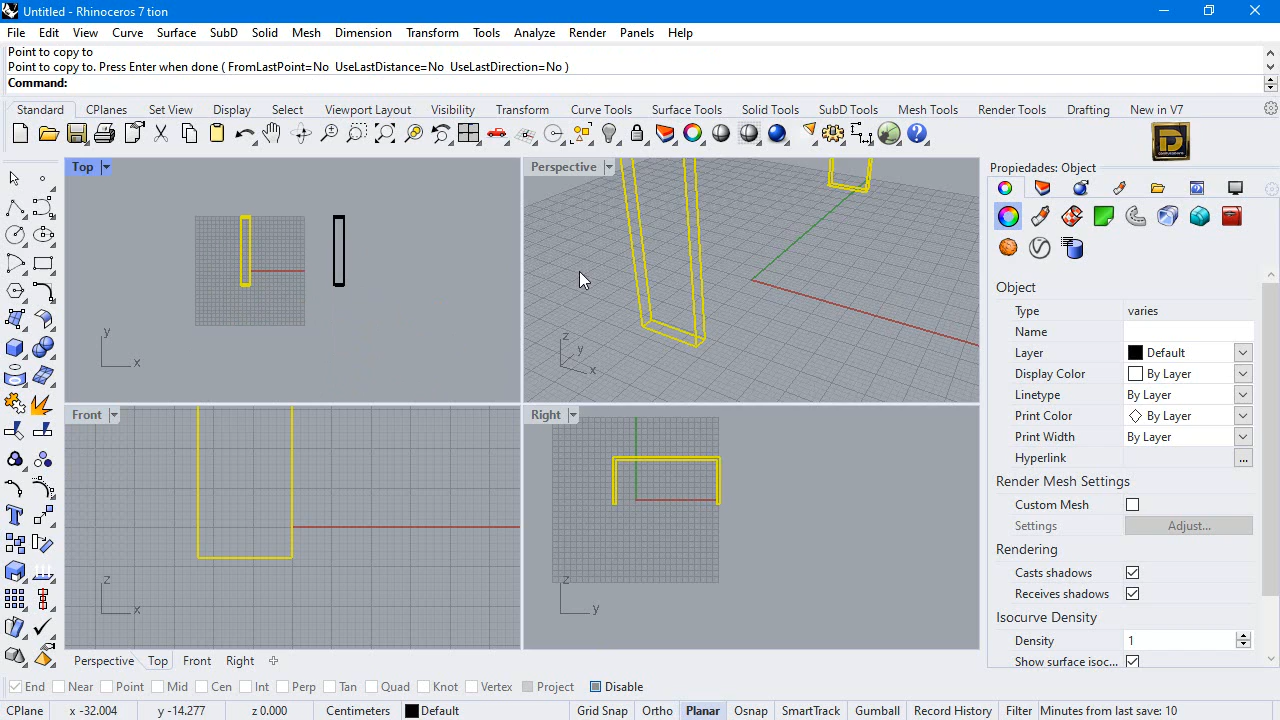 Untitled - Rhinoceros 7 tion
File Edit View Curve Surface SubD Solid Mesh Dimension Transform Tools Analyze Render Panels Help
Point to copy to
Point to copy to. Press Enter when done ( FromLastPoint=No UseLastDistance=No UseLastDirection=No )
Command:
Standard CPlanes Set View Display Select Viewport Layout Visibility Transform Curve Tools Surface Tools Solid Tools SubD Tools Mesh Tools Render Tools Drafting New in V7
Top
y
x
Perspective
z
y
x
Front
z
x
Right
z
y
Propiedades: Object
Object
Type varies
Name
Layer Default
Display Color By Layer
Linetype By Layer
Print Color By Layer
Print Width By Layer
Hyperlink ...
Render Mesh Settings
Custom Mesh
Settings Adjust...
Rendering
Casts shadows
Receives shadows
Isocurve Density
Density 1
Show surface isoc...
Perspective Top Front Right
End Near Point Mid Cen Int Perp Tan Quad Knot Vertex Project Disable
CPlane x -32.004 y -14.277 z 0.000 Centimeters Default Grid Snap Ortho Planar Osnap SmartTrack Gumball Record History Filter Minutes from last save: 10